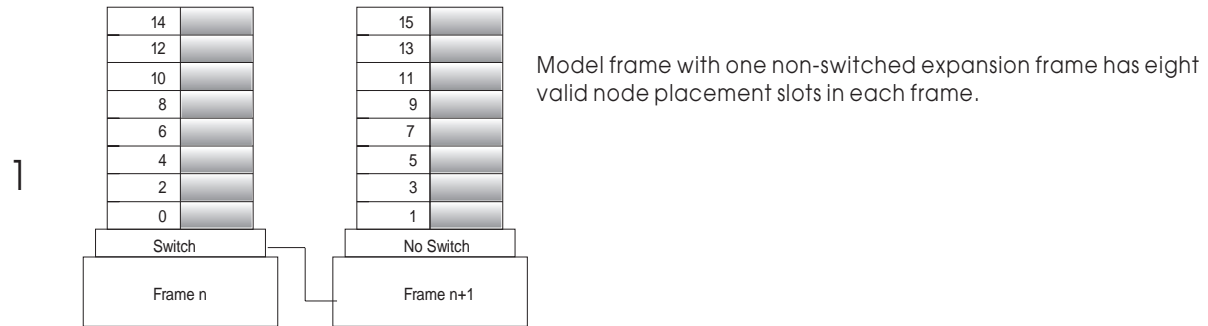 14
15
12
13
10
11
Model frame with one non-switched expansion frame has eight
valid node placement slots in each frame.
8
9
6
7
1
4
5
2
3
0
1
Switch
No Switch
Frame n
Frame n+1